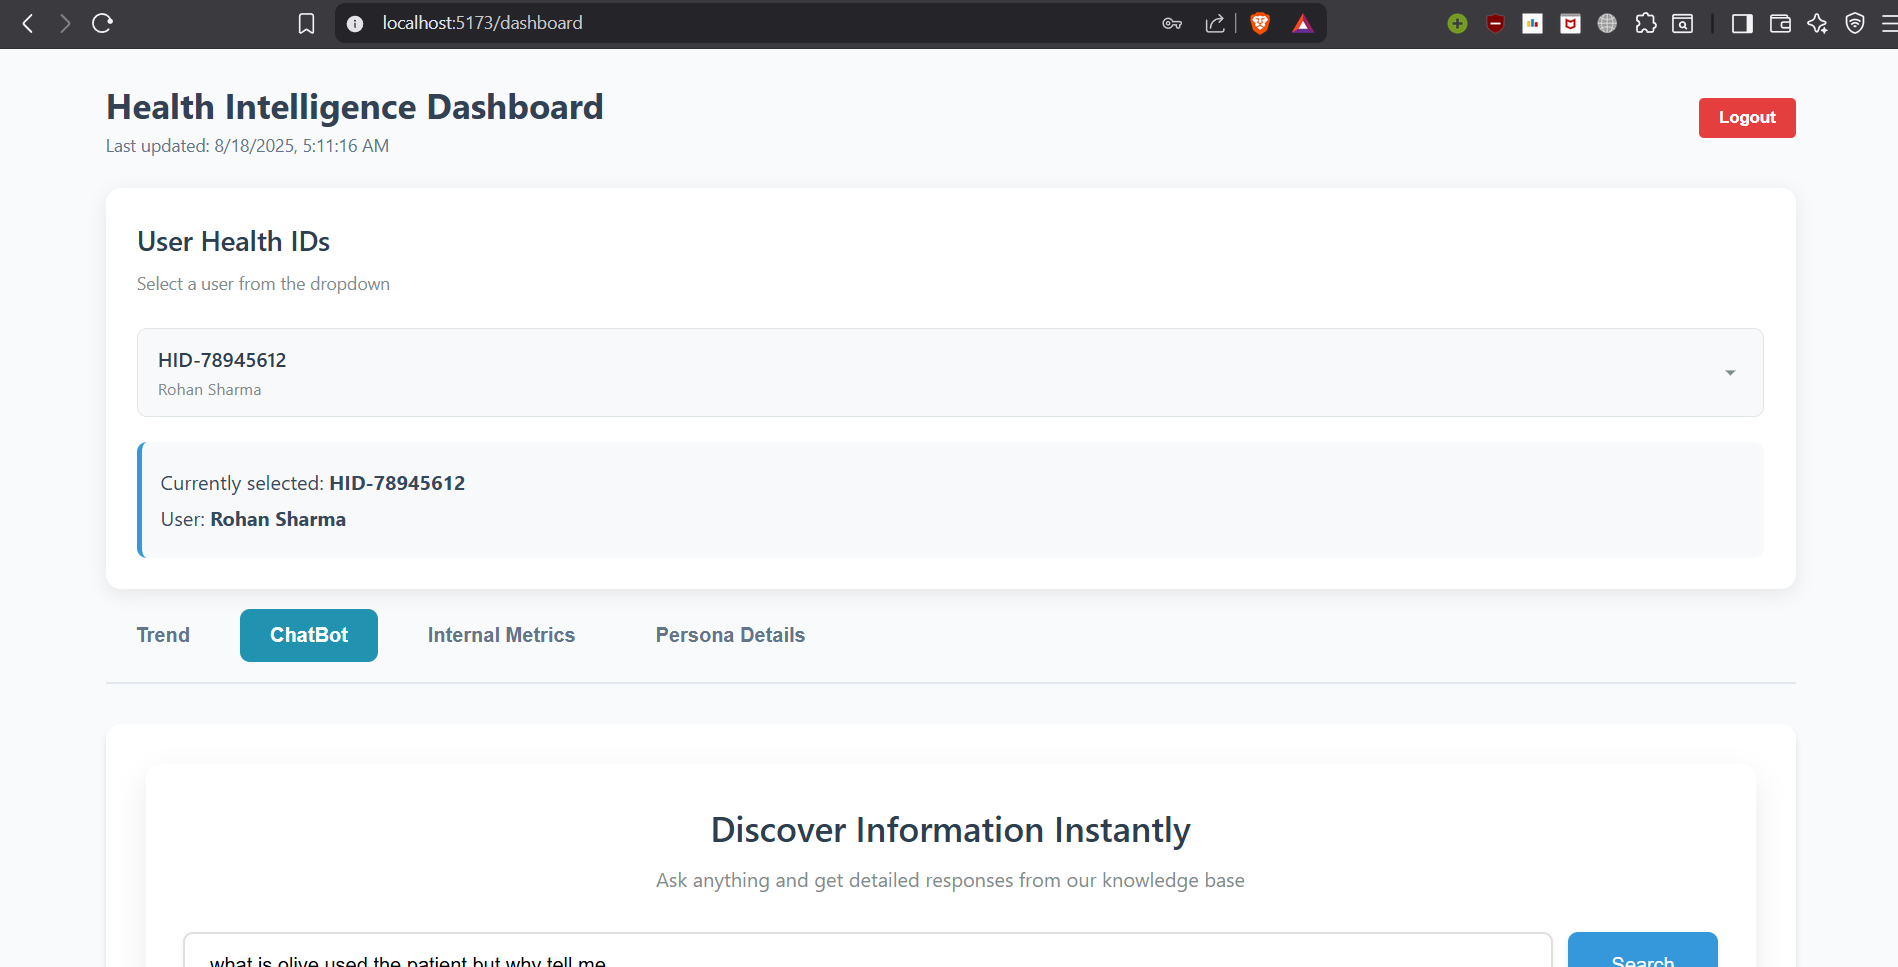 localhost:5173/dashboard
Health Intelligence Dashboard
Logout
Last updated: 8/18/2025, 5:11:16 AM
User Health IDs
Select a user from the dropdown
HID-78945612
Rohan Sharma
Currently selected: HID-78945612
User: Rohan Sharma
Trend ChatBot Internal Metrics Persona Details
Discover Information Instantly
Ask anything and get detailed responses from our knowledge base
what is olive used the patient but why tell me
Search